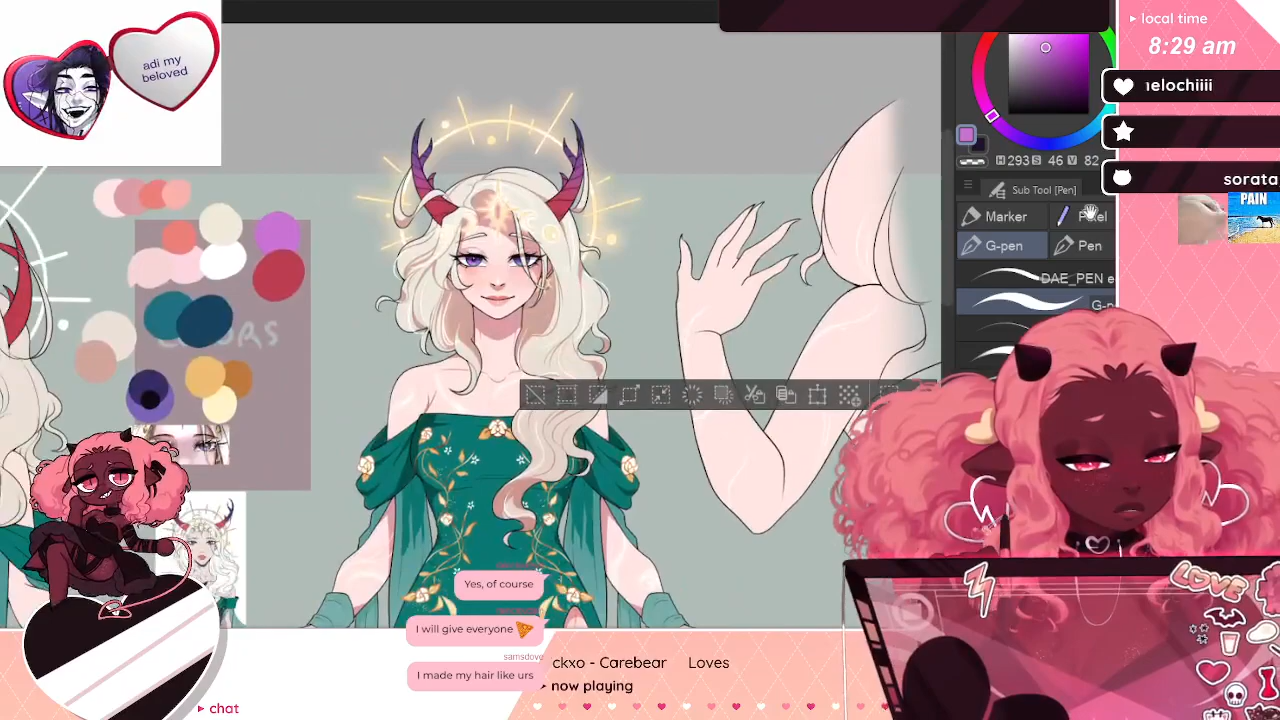 adi my
beloved
local time
8:29 am
elochiiii
sorata
PAIN
H 293 S 46 V 82
Sub Tool [Pen]
Marker
G-pen
Pen
DAE_PEN e
COLORS
Yes, of course
I will give everyone 🍕
samsdove
I made my hair like urs
ckxo - Carebear Loves
now playing
chat
LOVE